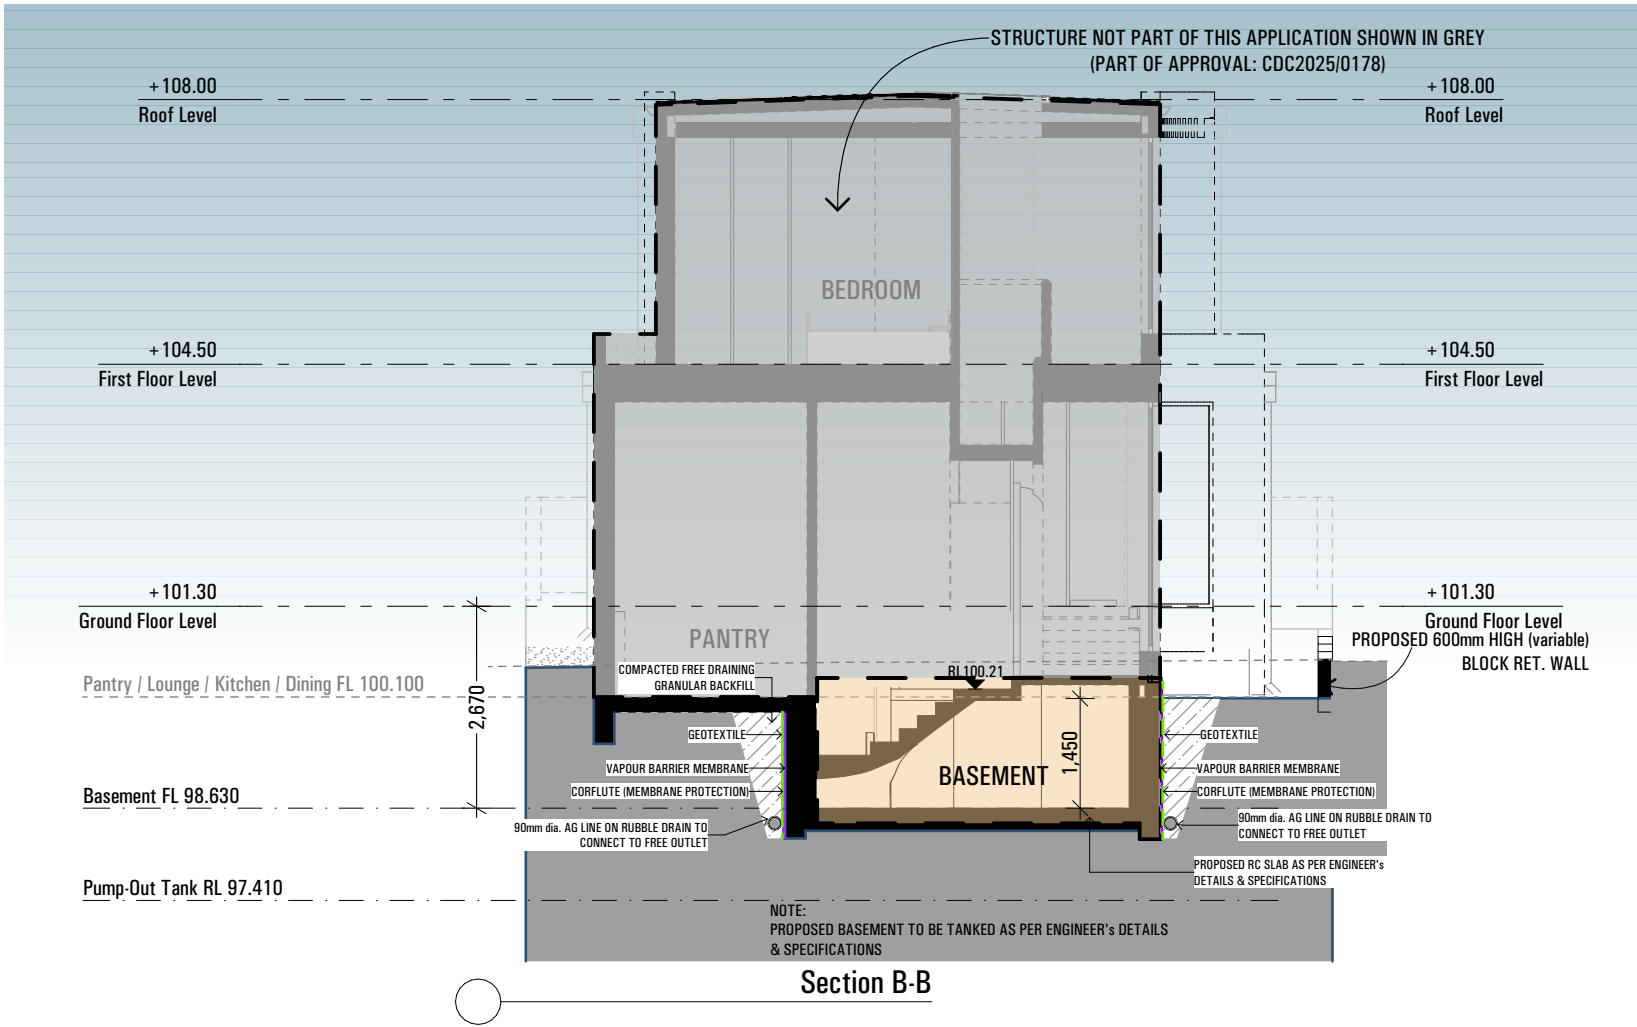 STRUCTURE NOT PART OF THIS APPLICATION SHOWN IN GREY
(PART OF APPROVAL: CDC2025/0178)
+108.00
Roof Level
+108.00
Roof Level
BEDROOM
+104.50
First Floor Level
+104.50
First Floor Level
+101.30
Ground Floor Level
+101.30
Ground Floor Level
PROPOSED 600mm HIGH (variable)
BLOCK RET. WALL
PANTRY
COMPACTED FREE DRAINING
GRANULAR BACKFILL
RL100.21
Pantry / Lounge / Kitchen / Dining FL 100.100
2,670
GEOTEXTILE
GEOTEXTILE
1,450
VAPOUR BARRIER MEMBRANE
BASEMENT
VAPOUR BARRIER MEMBRANE
CORFLUTE (MEMBRANE PROTECTION)
CORFLUTE (MEMBRANE PROTECTION)
Basement FL 98.630
90mm dia. AG LINE ON RUBBLE DRAIN TO
CONNECT TO FREE OUTLET
90mm dia. AG LINE ON RUBBLE DRAIN TO
CONNECT TO FREE OUTLET
PROPOSED RC SLAB AS PER ENGINEER's
DETAILS & SPECIFICATIONS
Pump-Out Tank RL 97.410
NOTE:
PROPOSED BASEMENT TO BE TANKED AS PER ENGINEER's DETAILS
& SPECIFICATIONS
Section B-B